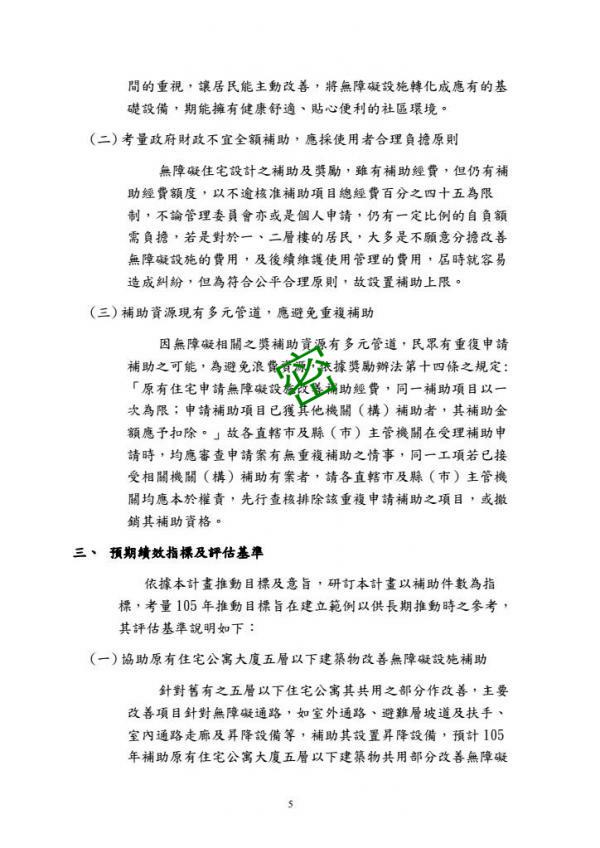 間的重視，讓居民能主動改善，將無障礙設施轉化成應有的基
礎設備，期能擁有健康舒適、貼心便利的社區環境。
(二)考量政府財政不宜全額補助，應採使用者合理負擔原則
無障礙住宅設計之補助及獎勵，雖有補助經費，但仍有補
助經費額度，以不逾核准補助項目總經費百分之四十五為限
制，不論管理委員會亦或是個人申請，仍有一定比例的自負額
需負擔，若是對於一、二層樓的居民，大多是不願意分擔改善
無障礙設施的費用，及後續維護使用管理的費用，屆時就容易
造成糾紛，但為符合公平合理原則，故設置補助上限。
(三)補助資源現有多元管道，應避免重複補助
因無障礙相關之獎補助資源有多元管道，民眾有重復申請
補助之可能，為避免浪費資源，依據獎勵辦法第十四條之規定：
「原有住宅申請無障礙設施改善補助經費，同一補助項目以一
次為限；申請補助項目已獲其他機關（構）補助者，其補助金
額應予扣除。」故各直轄市及縣（市）主管機關在受理補助申
請時，均應審查申請案有無重複補助之情事，同一工項若已接
受相關機關（構）補助有案者，請各直轄市及縣（市）主管機
關均應本於權責，先行查核排除該重複申請補助之項目，或撤
銷其補助資格。
密
三、 預期績效指標及評估基準
依據本計畫推動目標及意旨，研訂本計畫以補助件數為指
標，考量 105 年推動目標旨在建立範例以供長期推動時之參考，
其評估基準說明如下：
(一)協助原有住宅公寓大廈五層以下建築物改善無障礙設施補助
針對舊有之五層以下住宅公寓其共用之部分作改善，主要
改善項目針對無障礙通路，如室外通路、避難層坡道及扶手、
室內通路走廊及昇降設備等，補助其設置昇降設備，預計 105
年補助原有住宅公寓大廈五層以下建築物共用部分改善無障礙
5